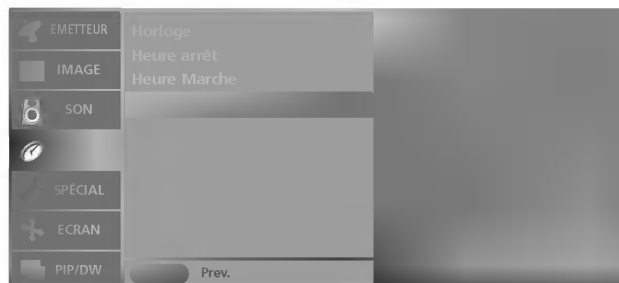 EMETTEUR
IMAGE
SON
SPÉCIAL
ECRAN
PIP/DW
Horloge
Heure arrêt
Heure Marche
Prev.